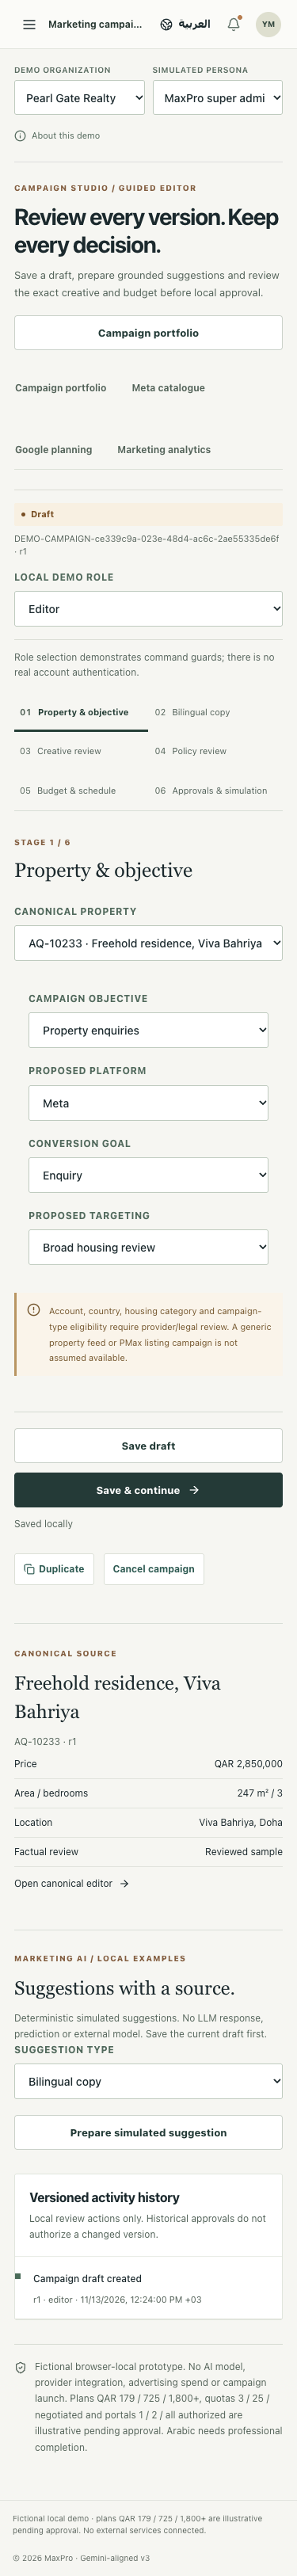 Marketing campai...
العربية
YM
DEMO ORGANIZATION
SIMULATED PERSONA
Pearl Gate Realty
MaxPro super admi
About this demo
CAMPAIGN STUDIO / GUIDED EDITOR
Review every version. Keep
every decision.
Save a draft, prepare grounded suggestions and review
the exact creative and budget before local approval.
Campaign portfolio
Campaign portfolio
Meta catalogue
Google planning
Marketing analytics
Draft
DEMO-CAMPAIGN-ce339c9a-023e-48d4-ac6c-2ae55335de6f
· r1
LOCAL DEMO ROLE
Editor
Role selection demonstrates command guards; there is no
real account authentication.
01 Property & objective
02 Bilingual copy
03 Creative review
04 Policy review
05 Budget & schedule
06 Approvals & simulation
STAGE 1 / 6
Property & objective
CANONICAL PROPERTY
AQ-10233 · Freehold residence, Viva Bahriya
CAMPAIGN OBJECTIVE
Property enquiries
PROPOSED PLATFORM
Meta
CONVERSION GOAL
Enquiry
PROPOSED TARGETING
Broad housing review
Account, country, housing category and campaign-
type eligibility require provider/legal review. A generic
property feed or PMax listing campaign is not
assumed available.
Save draft
Save & continue →
Saved locally
Duplicate
Cancel campaign
CANONICAL SOURCE
Freehold residence, Viva
Bahriya
AQ-10233 · r1
Price QAR 2,850,000
Area / bedrooms 247 m² / 3
Location Viva Bahriya, Doha
Factual review Reviewed sample
Open canonical editor →
MARKETING AI / LOCAL EXAMPLES
Suggestions with a source.
Deterministic simulated suggestions. No LLM response,
prediction or external model. Save the current draft first.
SUGGESTION TYPE
Bilingual copy
Prepare simulated suggestion
Versioned activity history
Local review actions only. Historical approvals do not
authorize a changed version.
Campaign draft created
r1 · editor · 11/13/2026, 12:24:00 PM +03
Fictional browser-local prototype. No AI model,
provider integration, advertising spend or campaign
launch. Plans QAR 179 / 725 / 1,800+, quotas 3 / 25 /
negotiated and portals 1 / 2 / all authorized are
illustrative pending approval. Arabic needs professional
completion.
Fictional local demo · plans QAR 179 / 725 / 1,800+ are illustrative
pending approval. No external services connected.
© 2026 MaxPro · Gemini-aligned v3